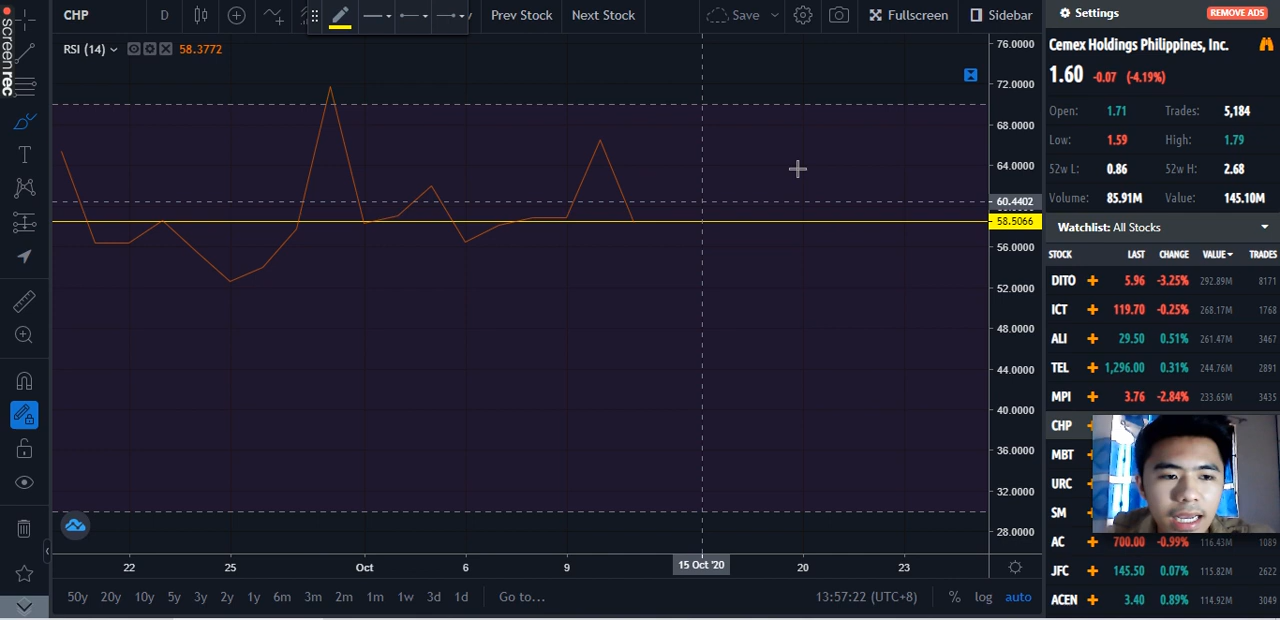 screenrec
CHP
D
Prev Stock
Next Stock
Save
Fullscreen
Sidebar
RSI (14)
58.3772
76.0000
72.0000
68.0000
64.0000
60.4402
58.5066
56.0000
52.0000
48.0000
44.0000
40.0000
36.0000
32.0000
28.0000
22
25
Oct
6
9
15 Oct '20
20
23
50y 20y 10y 5y 3y 2y 1y 6m 3m 2m 1m 1w 3d 1d
Go to...
13:57:22 (UTC+8)
% log auto
Settings
REMOVE ADS
Cemex Holdings Philippines, Inc.
1.60 -0.07 (-4.19%)
Open: 1.71 Trades: 5,184
Low: 1.59 High: 1.79
52w L: 0.86 52w H: 2.68
Volume: 85.91M Value: 145.10M
Watchlist: All Stocks
STOCK LAST CHANGE VALUE TRADES
DITO 5.96 -3.25% 292.89M 8171
ICT 119.70 -0.25% 268.17M 1768
ALI 29.50 0.51% 261.47M 3467
TEL 1,296.00 0.31% 244.76M 2891
MPI 3.76 -2.84% 233.65M 3435
CHP
MBT
URC
SM
AC 700.00 -0.99% 116.43M 1089
JFC 145.50 0.07% 115.82M 2622
ACEN 3.40 0.89% 114.92M 3049